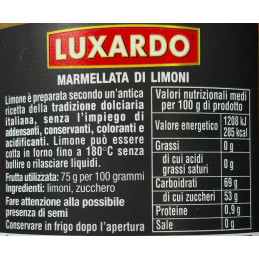 LUXARDO
MARMELLATA DI LIMONI
Limone è preparata secondo un'antica
ricetta della tradizione dolciaria
italiana, senza l'impiego di
addensanti, conservanti, coloranti e
acidificanti. Limone può essere
cotta in forno fino a 180°C senza
bollire o rilasciare liquidi.
Frutta utilizzata: 75 g per 100 grammi
Ingredienti: limoni, zucchero
Fare attenzione alla possibile
presenza di semi
Conservare in frigo dopo l'apertura
Valori nutrizionali medi
per 100 g di prodotto
Valore energetico 1208 kJ
285 kcal
Grassi 0 g
di cui acidi
grassi saturi 0 g
Carboidrati 69 g
di cui zuccheri 53 g
Proteine 0.9 g
Sale 0 g